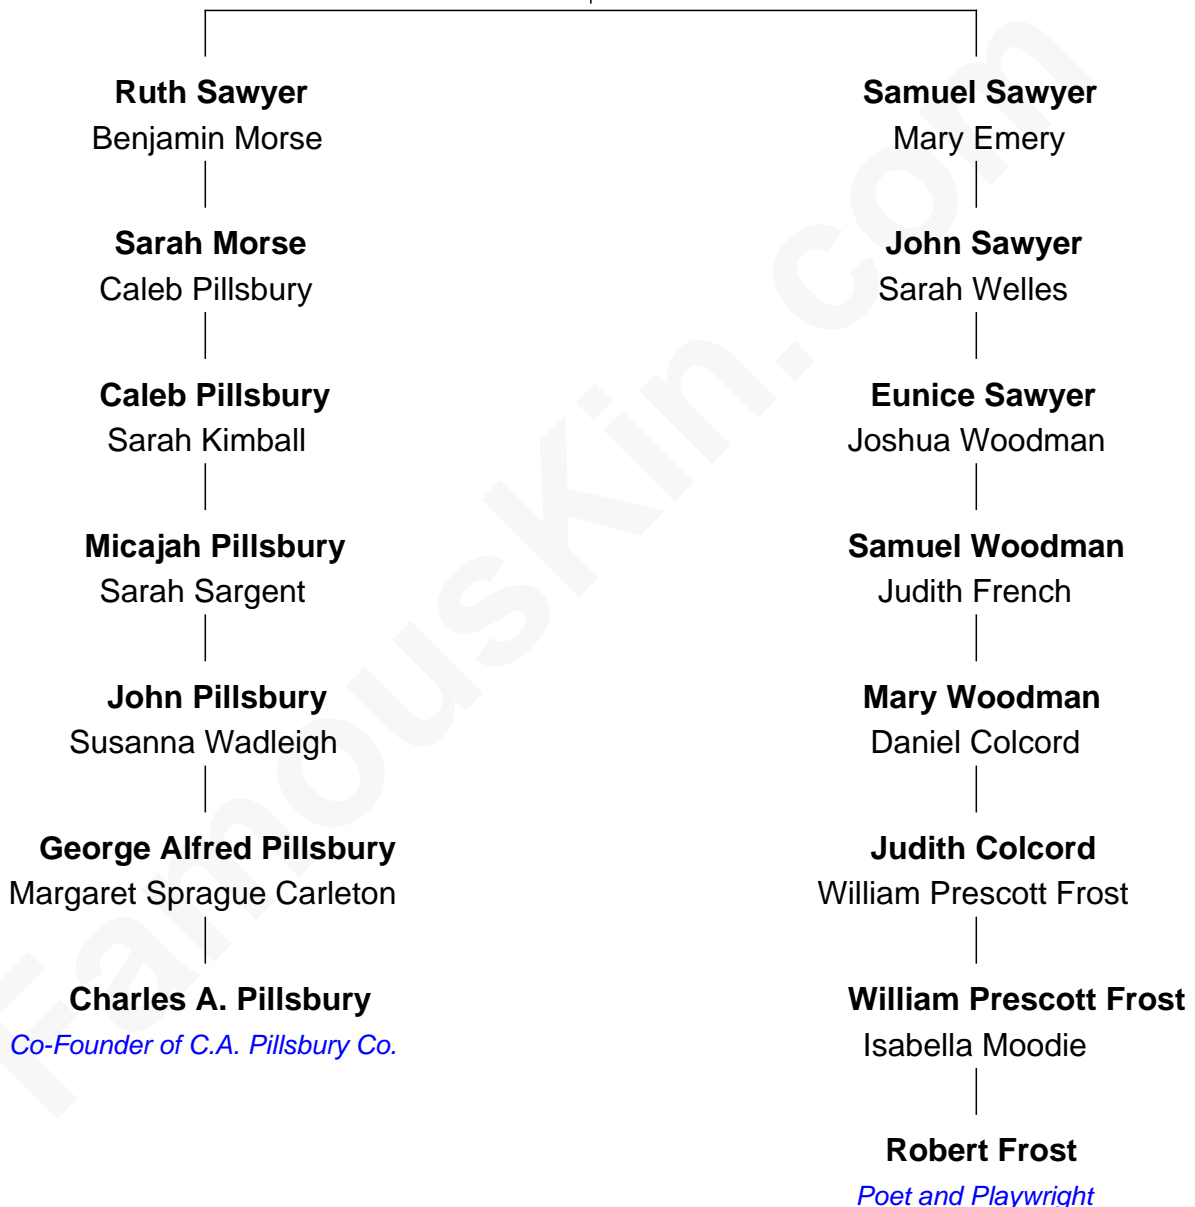 Ruth Sawyer
Benjamin Morse
Sarah Morse
Caleb Pillsbury
Caleb Pillsbury
Sarah Kimball
Micajah Pillsbury
Sarah Sargent
John Pillsbury
Susanna Wadleigh
George Alfred Pillsbury
Margaret Sprague Carleton
Charles A. Pillsbury
Co-Founder of C.A. Pillsbury Co.
Samuel Sawyer
Mary Emery
John Sawyer
Sarah Welles
Eunice Sawyer
Joshua Woodman
Samuel Woodman
Judith French
Mary Woodman
Daniel Colcord
Judith Colcord
William Prescott Frost
William Prescott Frost
Isabella Moodie
Robert Frost
Poet and Playwright
FamousKin.com